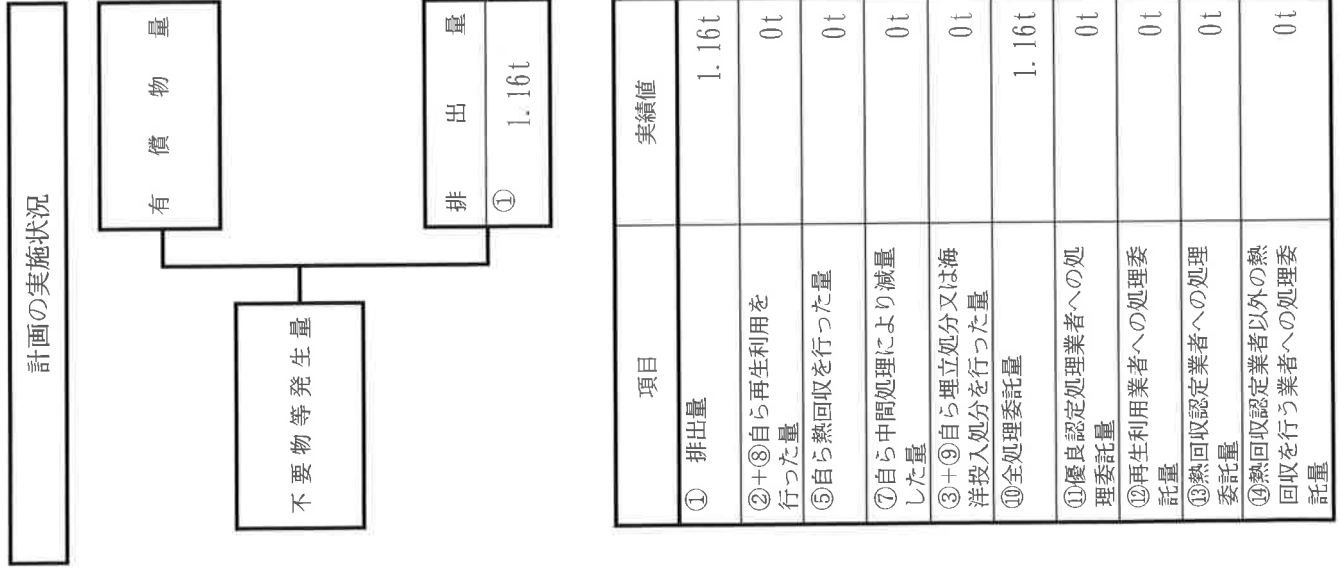 計画の実施状況
有償物量
不要物等発生量
排出量
①
1.16t
項目 実績値
① 排出量 1.16t
②+⑧自ら再生利用を
行った量 0t
⑤自ら熱回収を行った量 0t
⑦自ら中間処理により減量
した量 0t
③+⑨自ら埋立処分又は海
洋投入処分を行った量 0t
⑩全処理委託量 1.16t
⑪優良認定処理業者への処
理委託量 0t
⑫再生利用業者への処理委
託量 0t
⑬熱回収認定業者への処理
委託量 0t
⑭熱回収認定業者以外の熱
回収を行う業者への処理委
託量 0t